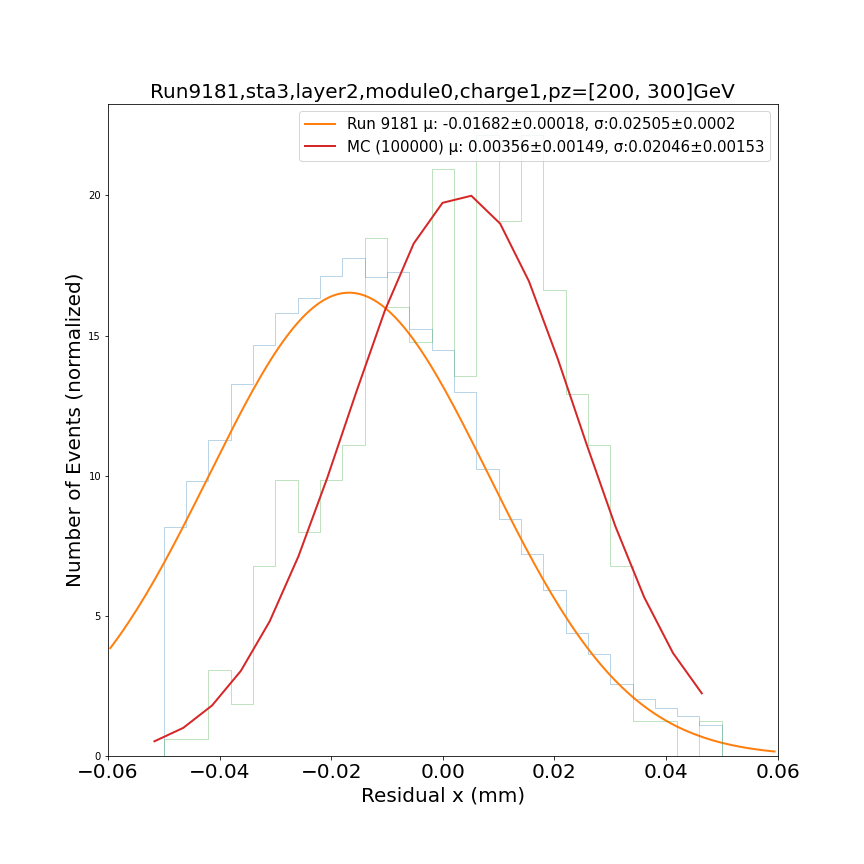 Run9181,sta3,layer2,module0,charge1,pz=[200, 300]GeV
Run 9181 μ: -0.01682±0.00018, σ:0.02505±0.0002
MC (100000) μ: 0.00356±0.00149, σ:0.02046±0.00153
Number of Events (normalized)
20
15
10
5
0
−0.06 −0.04 −0.02 0.00 0.02 0.04 0.06
Residual x (mm)